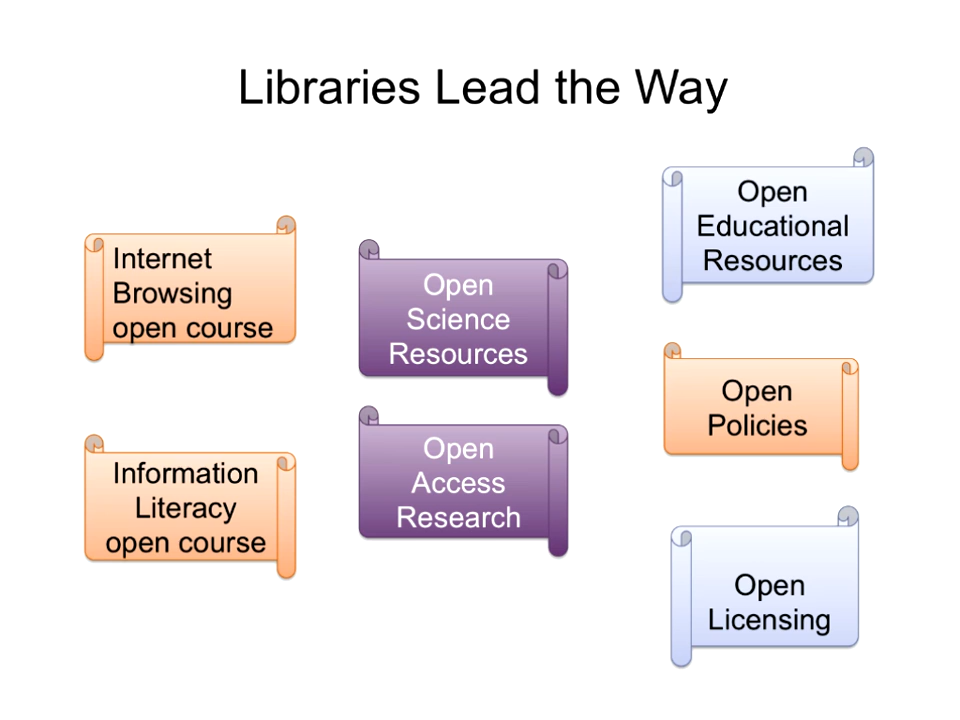 Libraries Lead the Way
Internet
Browsing
open course
Information
Literacy
open course
Open
Science
Resources
Open
Access
Research
Open
Educational
Resources
Open
Policies
Open
Licensing